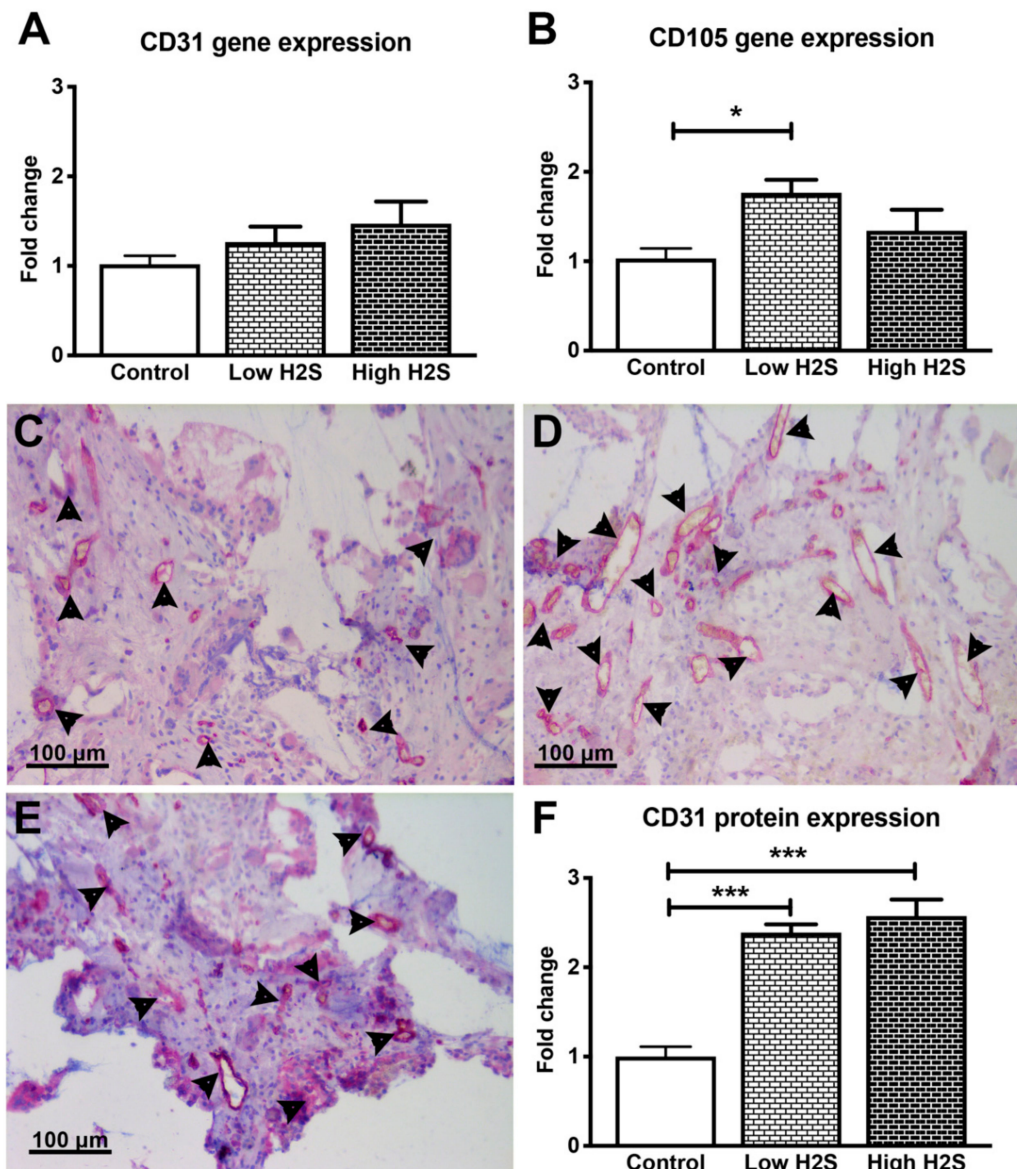 A
CD31 gene expression
Fold change
3
2
1
0
Control Low H2S High H2S
B
CD105 gene expression
Fold change
3
2
1
0
*
Control Low H2S High H2S
C
100 µm
D
100 µm
E
100 µm
F
CD31 protein expression
Fold change
3
2
1
0
***
***
Control Low H2S High H2S